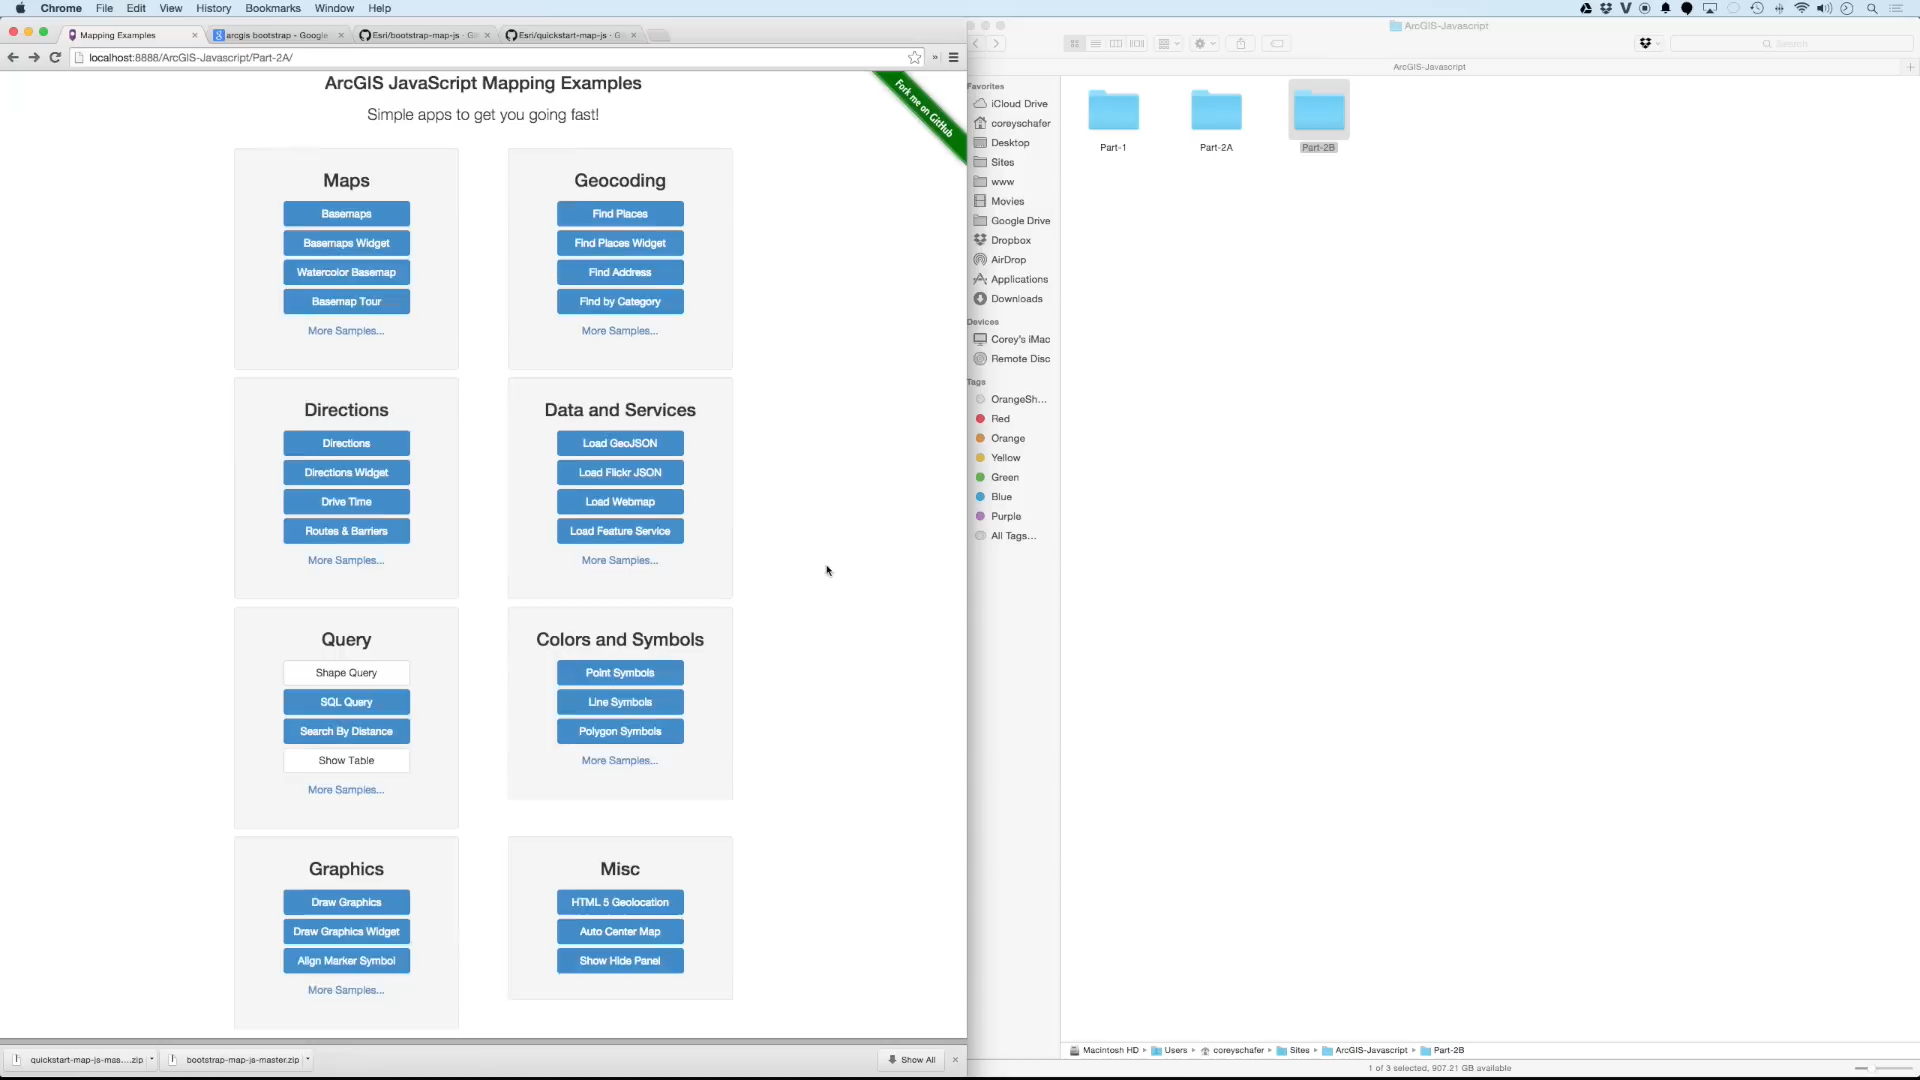 Chrome File Edit View History Bookmarks Window Help
Mapping Examples
arcgis bootstrap - Google
Esri/bootstrap-map-js · Git
Esri/quickstart-map-js · G
localhost:8888/ArcGIS-Javascript/Part-2A/
ArcGIS JavaScript Mapping Examples
Simple apps to get you going fast!
Fork me on GitHub
Maps
Basemaps
Basemaps Widget
Watercolor Basemap
Basemap Tour
More Samples...
Geocoding
Find Places
Find Places Widget
Find Address
Find by Category
More Samples...
Directions
Directions
Directions Widget
Drive Time
Routes & Barriers
More Samples...
Data and Services
Load GeoJSON
Load Flickr JSON
Load Webmap
Load Feature Service
More Samples...
Query
Shape Query
SQL Query
Search By Distance
Show Table
More Samples...
Colors and Symbols
Point Symbols
Line Symbols
Polygon Symbols
More Samples...
Graphics
Draw Graphics
Draw Graphics Widget
Align Marker Symbol
More Samples...
Misc
HTML 5 Geolocation
Auto Center Map
Show Hide Panel
quickstart-map-js-mas....zip
bootstrap-map-js-master.zip
Show All
ArcGIS-Javascript
Search
ArcGIS-Javascript
Favorites
iCloud Drive
coreyschafer
Desktop
Sites
www
Movies
Google Drive
Dropbox
AirDrop
Applications
Downloads
Devices
Corey's iMac
Remote Disc
Tags
OrangeSh...
Red
Orange
Yellow
Green
Blue
Purple
All Tags...
Part-1
Part-2A
Part-2B
Macintosh HD Users coreyschafer Sites ArcGIS-Javascript Part-2B
1 of 3 selected, 907.21 GB available